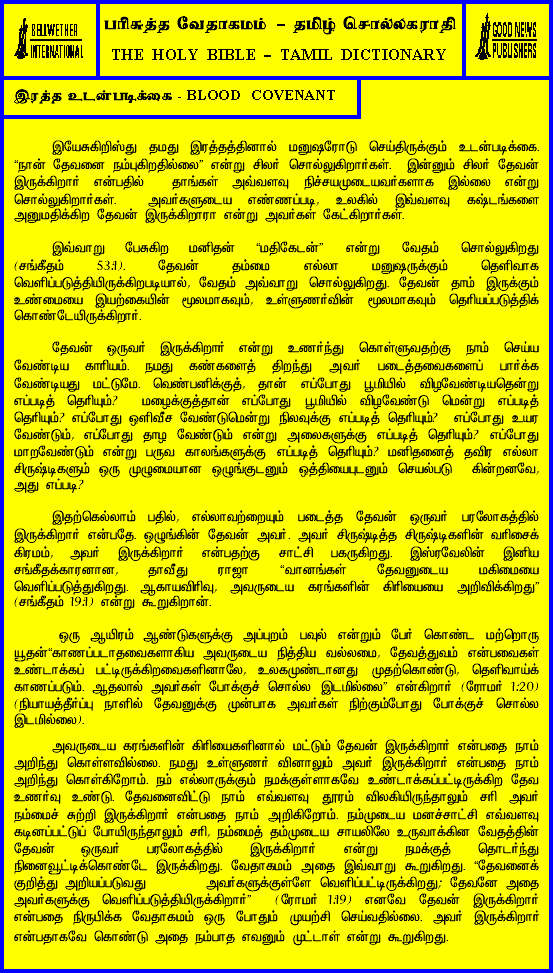 BELLWETHER
INTERNATIONAL
பரிசுத்த வேதாகமம் – தமிழ் சொல்லகராதி
THE HOLY BIBLE – TAMIL DICTIONARY
GOOD NEWS
PUBLISHERS
இரத்த உடன்படிக்கை - BLOOD COVENANT
இயேசுகிறிஸ்து தமது இரத்தத்தினால் மனுஷரோடு செய்திருக்கும் உடன்படிக்கை.
“நான் தேவனை நம்புகிறதில்லை” என்று சிலர் சொல்லுகிறார்கள். இன்னும் சிலர் தேவன்
இருக்கிறார் என்பதில் தாங்கள் அவ்வளவு நிச்சயமுடையவர்களாக இல்லை என்று
சொல்லுகிறார்கள். அவர்களுடைய எண்ணப்படி, உலகில் இவ்வளவு கஷ்டங்களை
அனுமதிக்கிற தேவன் இருக்கிறாரா என்று அவர்கள் கேட்கிறார்கள்.
இவ்வாறு பேசுகிற மனிதன் “மதிகேடன்” என்று வேதம் சொல்லுகிறது
(சங்கீதம் 53:1). தேவன் தம்மை எல்லா மனுஷருக்கும் தெளிவாக
வெளிப்படுத்தியிருக்கிறபடியால், வேதம் அவ்வாறு சொல்லுகிறது. தேவன் தாம் இருக்கும்
உண்மையை இயற்கையின் மூலமாகவும், உள்ளுணர்வின் மூலமாகவும் தெரியப்படுத்திக்
கொண்டேயிருக்கிறார்.
தேவன் ஒருவர் இருக்கிறார் என்று உணர்ந்து கொள்ளுவதற்கு நாம் செய்ய
வேண்டிய காரியம். நமது கண்களைத் திறந்து அவர் படைத்தவைகளைப் பார்க்க
வேண்டியது மட்டுமே. வெண்பனிக்குத், தான் எப்போது பூமியில் விழவேண்டியதென்று
எப்படித் தெரியும்? மழைக்குத்தான் எப்போது பூமியில் விழவேண்டு மென்று எப்படித்
தெரியும்? எப்போது ஒளிவீச வேண்டுமென்று நிலவுக்கு எப்படித் தெரியும்? எப்போது உயர
வேண்டும், எப்போது தாழ வேண்டும் என்று அலைகளுக்கு எப்படித் தெரியும்? எப்போது
மாறவேண்டும் என்று பருவ காலங்களுக்கு எப்படித் தெரியும்? மனிதனைத் தவிர எல்லா
சிருஷ்டிகளும் ஒரு முழுமையான ஒழுங்குடனும் ஒத்தியைபுடனும் செயல்படு கின்றனவே,
அது எப்படி?
இதற்கெல்லாம் பதில், எல்லாவற்றையும் படைத்த தேவன் ஒருவர் பரலோகத்தில்
இருக்கிறார் என்பதே. ஒழுங்கின் தேவன் அவர். அவர் சிருஷ்டித்த சிருஷ்டிகளின் வரிசைக்
கிரமம், அவர் இருக்கிறார் என்பதற்கு சாட்சி பகருகிறது. இஸ்ரவேலின் இனிய
சங்கீதக்காரனான, தாவீது ராஜா “வானங்கள் தேவனுடைய மகிமையை
வெளிப்படுத்துகிறது. ஆகாயவிரிவு, அவருடைய கரங்களின் கிரியையை அறிவிக்கிறது”
(சங்கீதம் 19:1) என்று கூறுகிறான்.
ஒரு ஆயிரம் ஆண்டுகளுக்கு அப்புறம் பவுல் என்றும் பேர் கொண்ட மற்றொரு
யூதன்“காணப்படாதவைகளாகிய அவருடைய நித்திய வல்லமை, தேவத்துவம் என்பவைகள்
உண்டாக்கப் பட்டிருக்கிறவைகளினாலே, உலகமுண்டானது முதற்கொண்டு, தெளிவாய்க்
காணப்படும். ஆதலால் அவர்கள் போக்குச் சொல்ல இடமில்லை” என்கிறார் (ரோமர் 1:20)
(நியாயத்தீர்ப்பு நாளில் தேவனுக்கு முன்பாக அவர்கள் நிற்கும்போது போக்குச் சொல்ல
இடமில்லை).
அவருடைய கரங்களின் கிரியைகளினால் மட்டும் தேவன் இருக்கிறார் என்பதை நாம்
அறிந்து கொள்ளவில்லை. நமது உள்ளுணர் வினாலும் அவர் இருக்கிறார் என்பதை நாம்
அறிந்து கொள்கிறோம். நம் எல்லாருக்கும் நமக்குள்ளாகவே உண்டாக்கப்பட்டிருக்கிற தேவ
உணர்வு உண்டு. தேவனைவிட்டு நாம் எவ்வளவு தூரம் விலகியிருந்தாலும் சரி அவர்
நம்மைச் சுற்றி இருக்கிறார் என்பதை நாம் அறிகிறோம். நம்முடைய மனச்சாட்சி எவ்வளவு
கடினப்பட்டுப் போயிருந்தாலும் சரி, நம்மைத் தம்முடைய சாயலிலே உருவாக்கின வேதத்தின்
தேவன் ஒருவர் பரலோகத்தில் இருக்கிறார் என்று நமக்குத் தொடர்ந்து
நினைவூட்டிக்கொண்டே இருக்கிறது. வேதாகமம் அதை இவ்வாறு கூறுகிறது. “தேவனைக்
குறித்து அறியப்படுவது அவர்களுக்குள்ளே வெளிப்பட்டிருக்கிறது; தேவனே அதை
அவர்களுக்கு வெளிப்படுத்தியிருக்கிறார்” (ரோமர் 1:19) எனவே தேவன் இருக்கிறார்
என்பதை நிருபிக்க வேதாகமம் ஒரு போதும் முயற்சி செய்வதில்லை. அவர் இருக்கிறார்
என்பதாகவே கொண்டு அதை நம்பாத எவனும் முட்டாள் என்று கூறுகிறது.